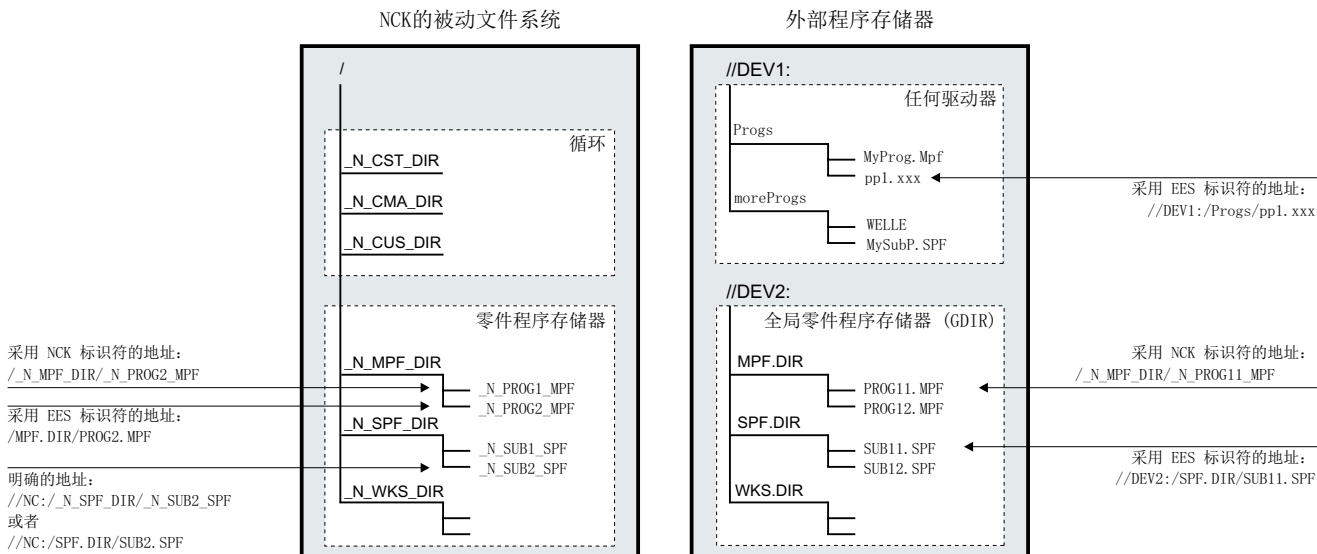 NCK的被动文件系统
外部程序存储器
/
循环
_N_CST_DIR
_N_CMA_DIR
_N_CUS_DIR
零件程序存储器
_N_MPF_DIR
_N_PROG1_MPF
_N_PROG2_MPF
_N_SPF_DIR
_N_SUB1_SPF
_N_SUB2_SPF
_N_WKS_DIR
采用 NCK 标识符的地址:
/_N_MPF_DIR/_N_PROG2_MPF
采用 EES 标识符的地址:
/MPF.DIR/PROG2.MPF
明确的地址:
//NC:/_N_SPF_DIR/_N_SUB2_SPF
或者
//NC:/SPF.DIR/SUB2.SPF
//DEV1:
任何驱动器
Progs
MyProg.Mpf
pp1.xxx
moreProgs
WELLE
MySubP.SPF
//DEV2:
全局零件程序存储器 (GDIR)
MPF.DIR
PROG11.MPF
PROG12.MPF
SPF.DIR
SUB11.SPF
SUB12.SPF
WKS.DIR
采用 EES 标识符的地址:
//DEV1:/Progs/pp1.xxx
采用 NCK 标识符的地址:
/_N_MPF_DIR/_N_PROG11_MPF
采用 EES 标识符的地址:
//DEV2:/SPF.DIR/SUB11.SPF